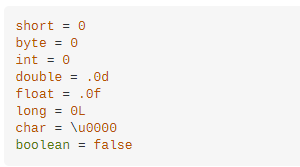 short = 0
byte = 0
int = 0
double = .0d
float = .0f
long = 0L
char = \u0000
boolean = false